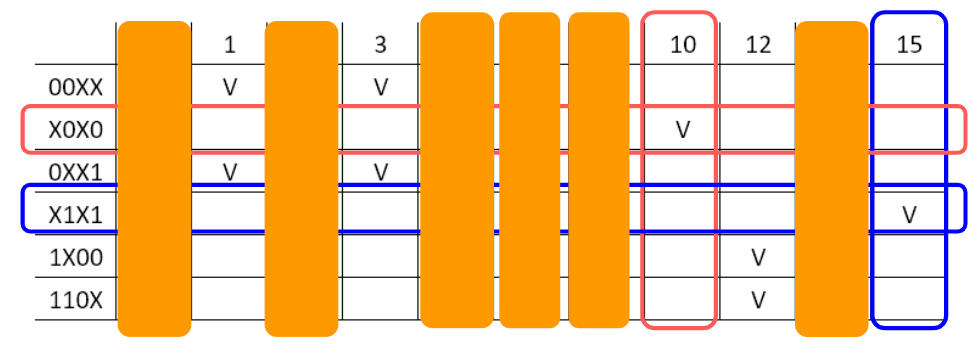 1 3 10 12 15
00XX V V
X0X0 V
0XX1 V V
X1X1 V
1X00 V
110X V